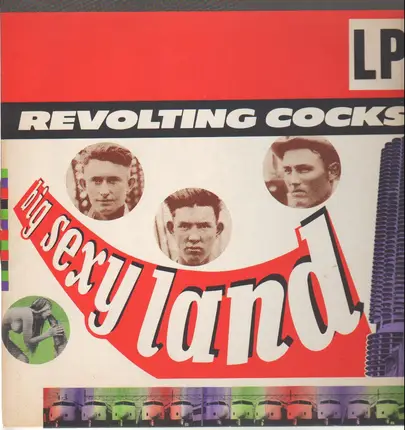 LP
REVOLTING COCKS
big sexy land